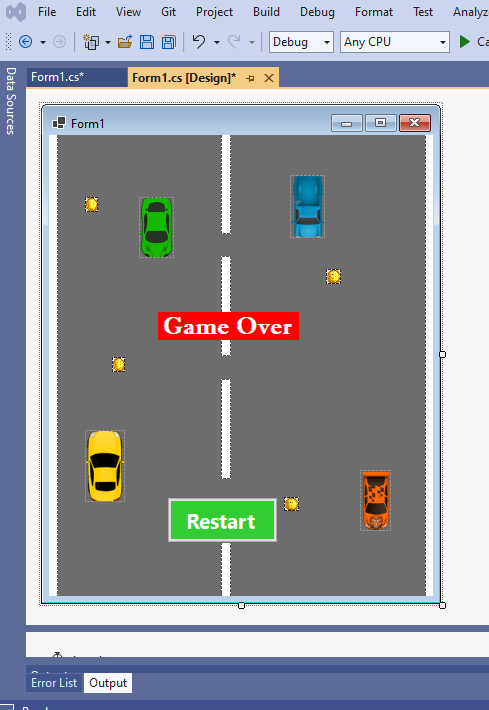 File Edit View Git Project Build Debug Format Test Analyz
Debug Any CPU
Data Sources
Form1.cs* Form1.cs [Design]*
Form1
Game Over
Restart
Error List Output